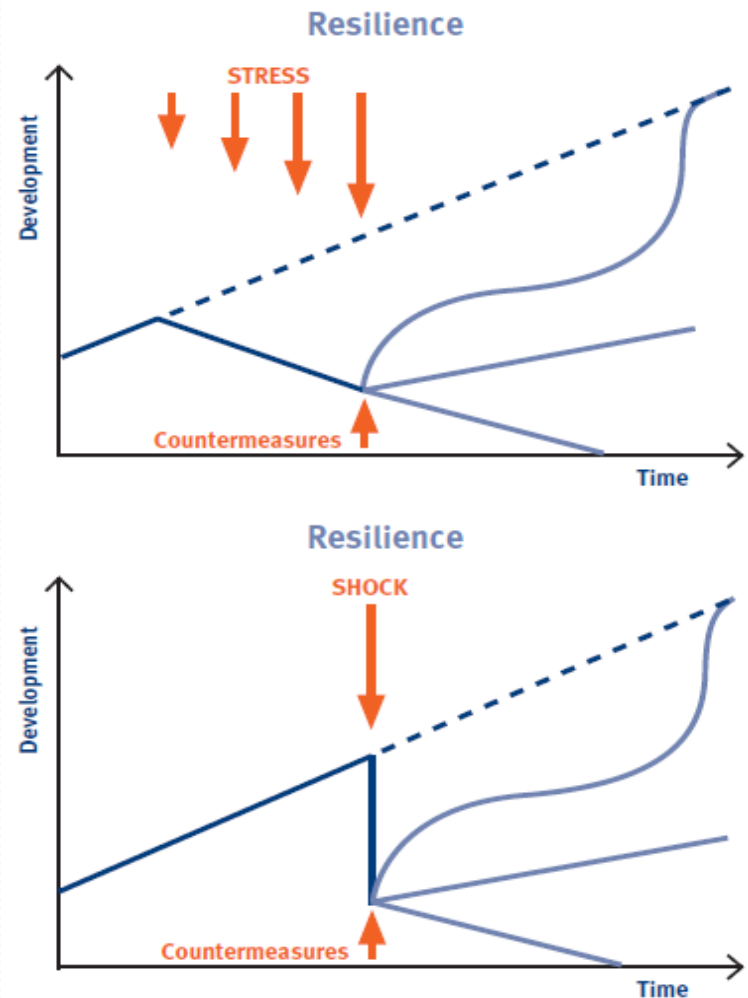 Resilience
STRESS
Development
Countermeasures
Time
Resilience
SHOCK
Development
Countermeasures
Time